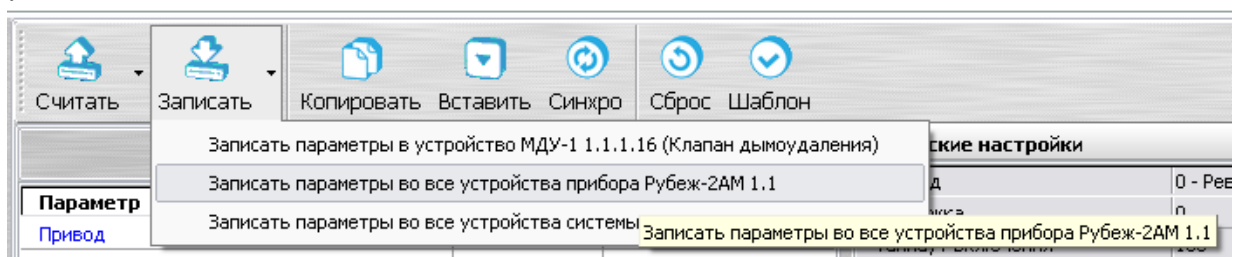 Считать Записать Копировать Вставить Синхро Сброс Шаблон
Записать параметры в устройство МДУ-1 1.1.1.16 (Клапан дымоудаления)
ские настройки
Записать параметры во все устройства прибора Рубеж-2АМ 1.1
д
0 - Рев
Параметр
Записать параметры во все устройства системы
Привод
Записать параметры во все устройства прибора Рубеж-2АМ 1.1